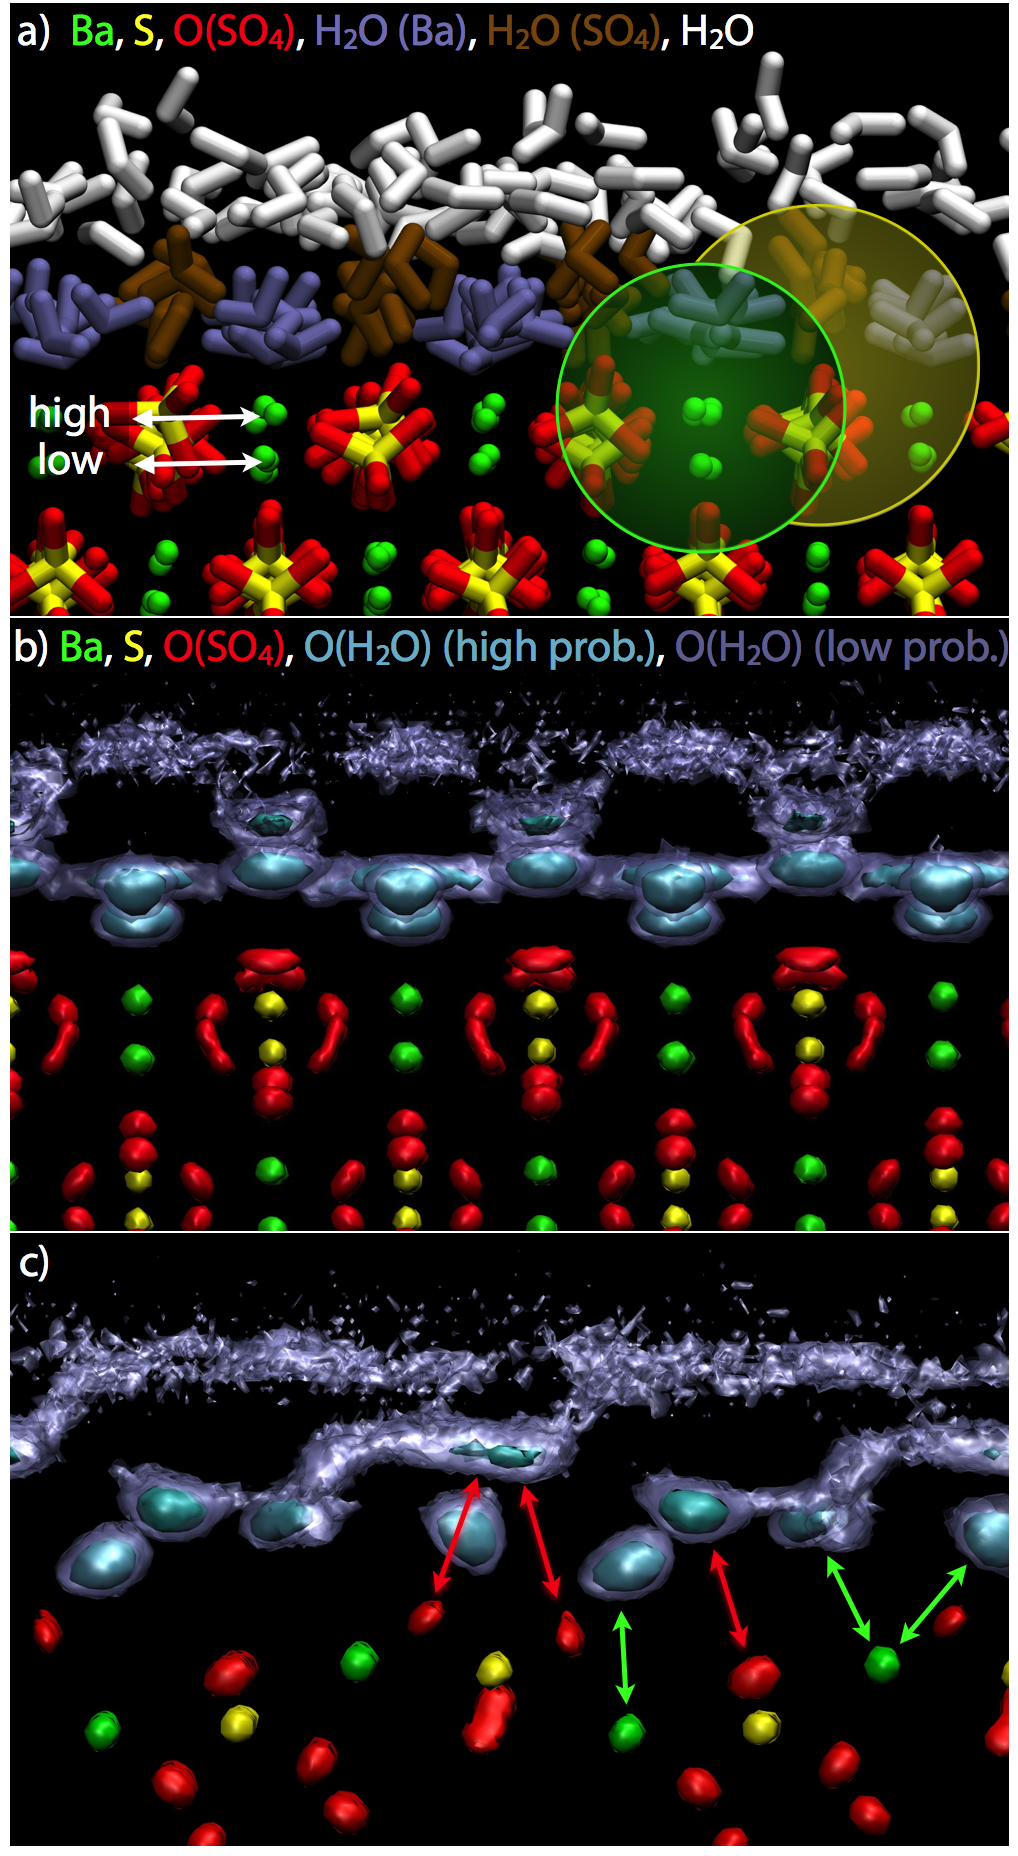 a) Ba, S, O(SO₄), H₂O (Ba), H₂O (SO₄), H₂O
high
low
b) Ba, S, O(SO₄), O(H₂O) (high prob.), O(H₂O) (low prob.)
c)